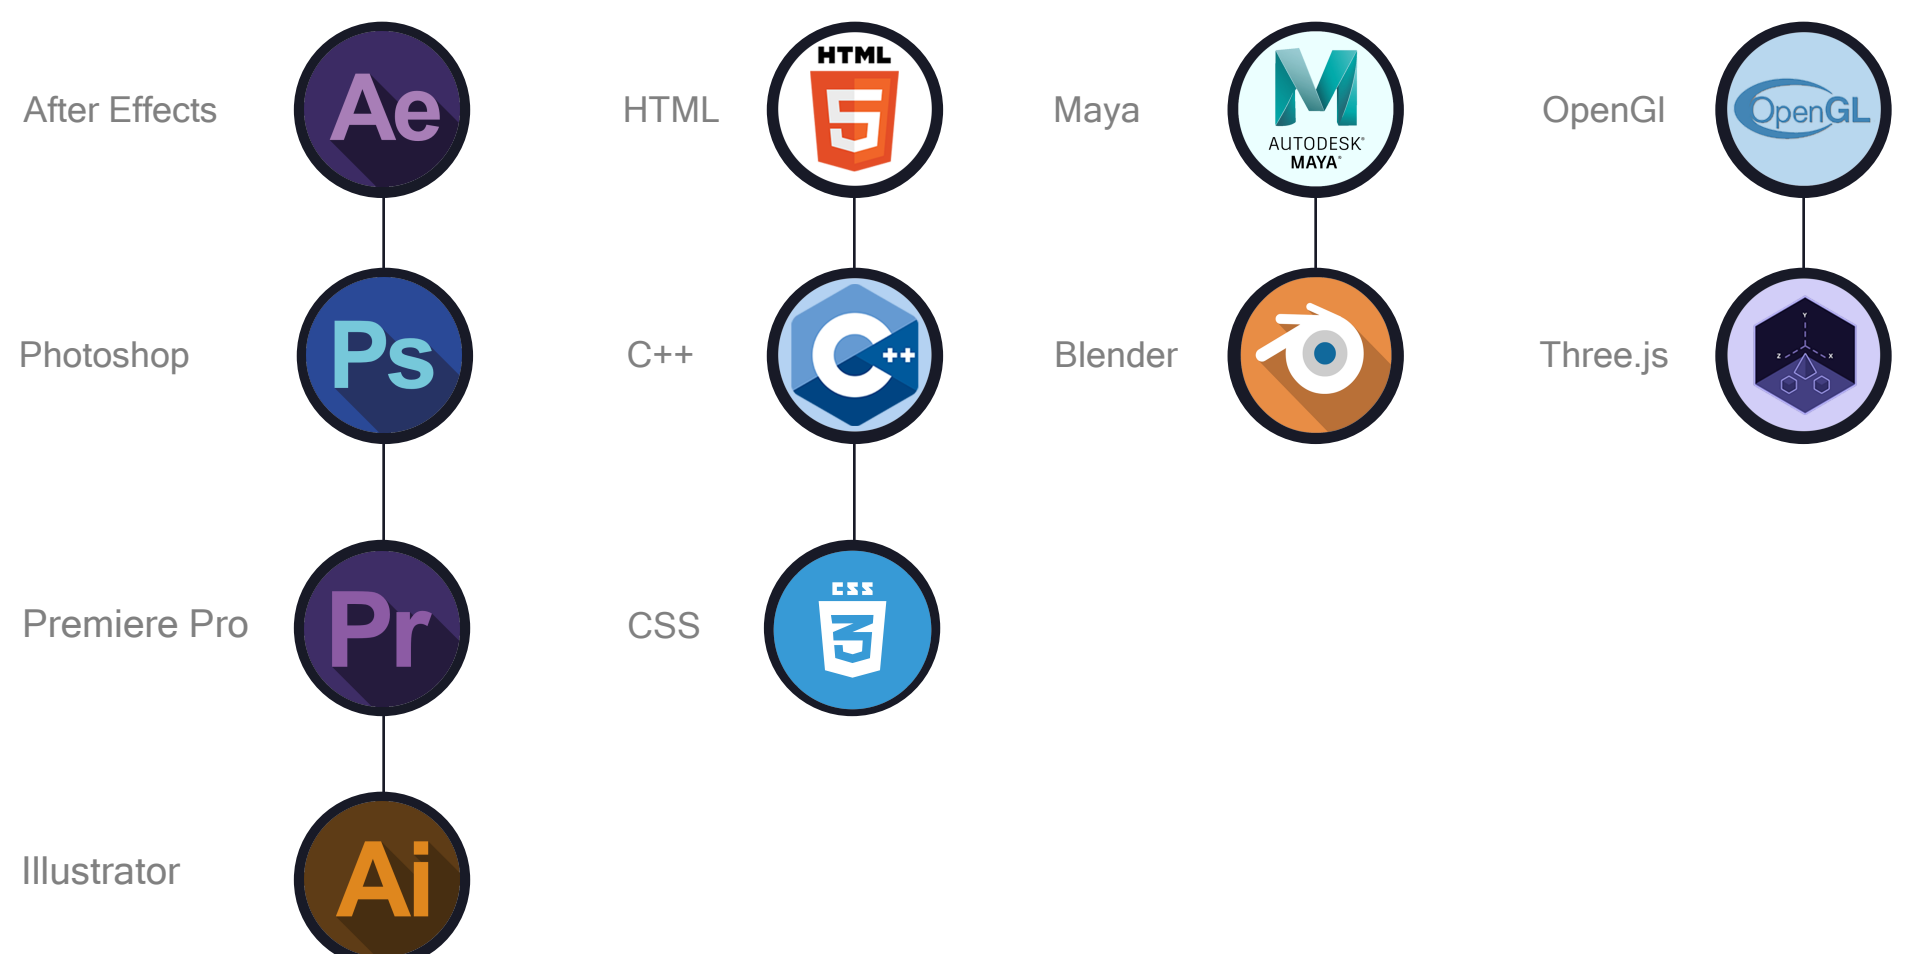 After Effects
Ae
HTML
HTML
5
Maya
M
AUTODESK®
MAYA®
OpenGl
OpenGL
Photoshop
Ps
C++
C++
Blender
Three.js
Y
Z
X
Premiere Pro
Pr
CSS
CSS
3
Illustrator
Ai